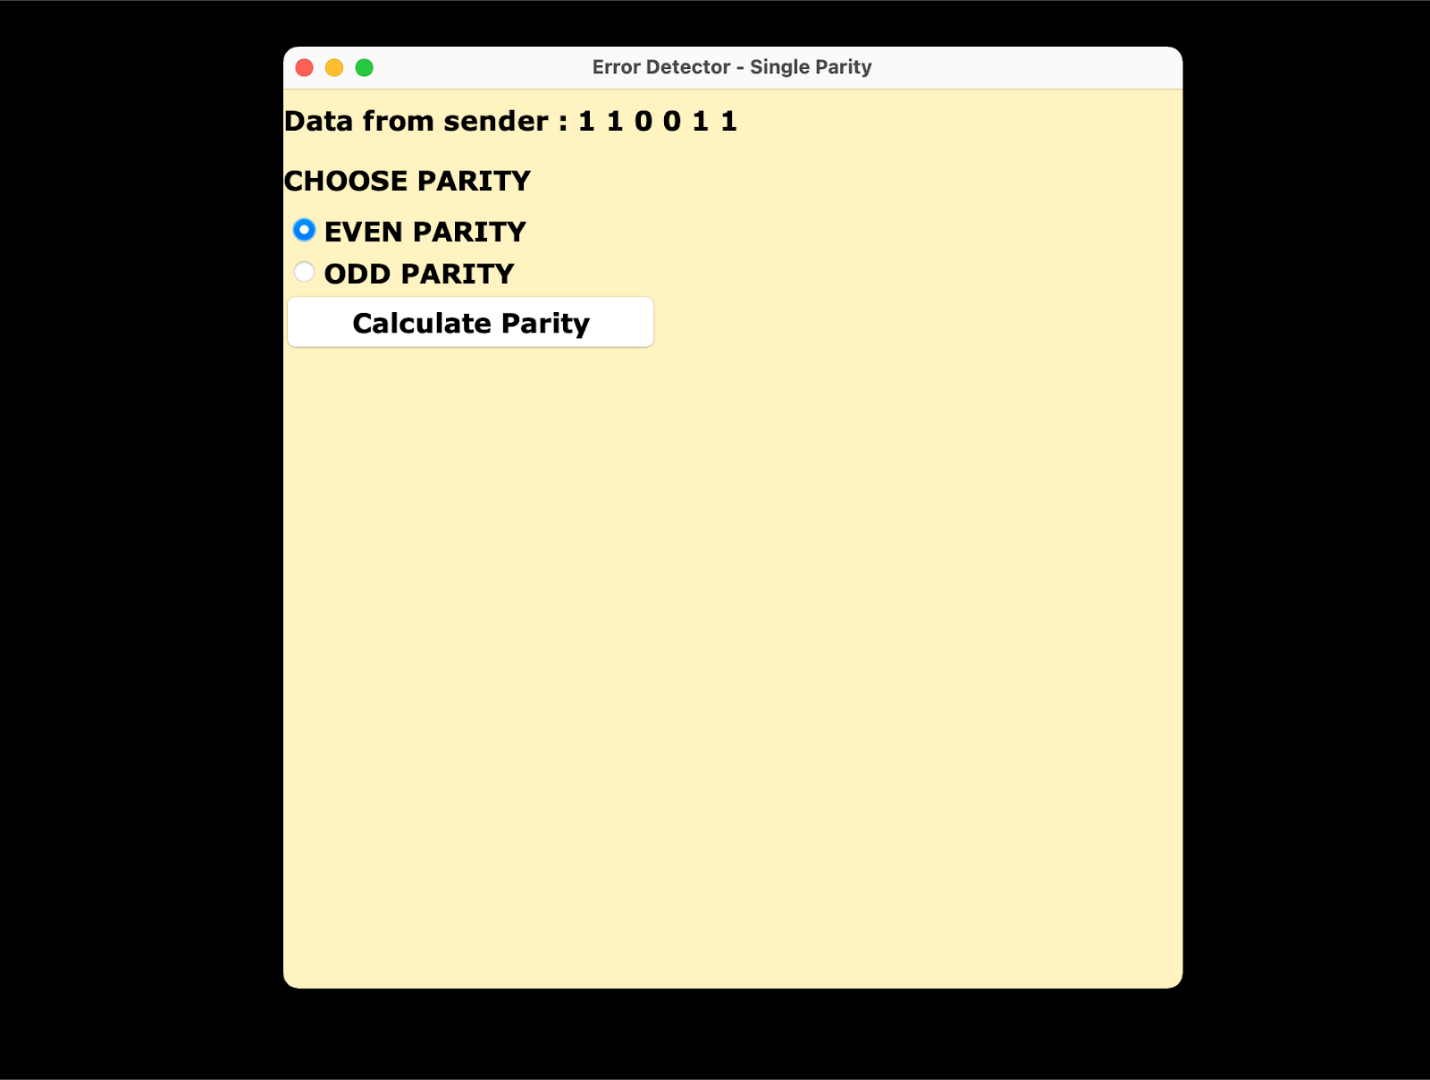 Error Detector - Single Parity
Data from sender : 1 1 0 0 1 1
CHOOSE PARITY
EVEN PARITY
ODD PARITY
Calculate Parity